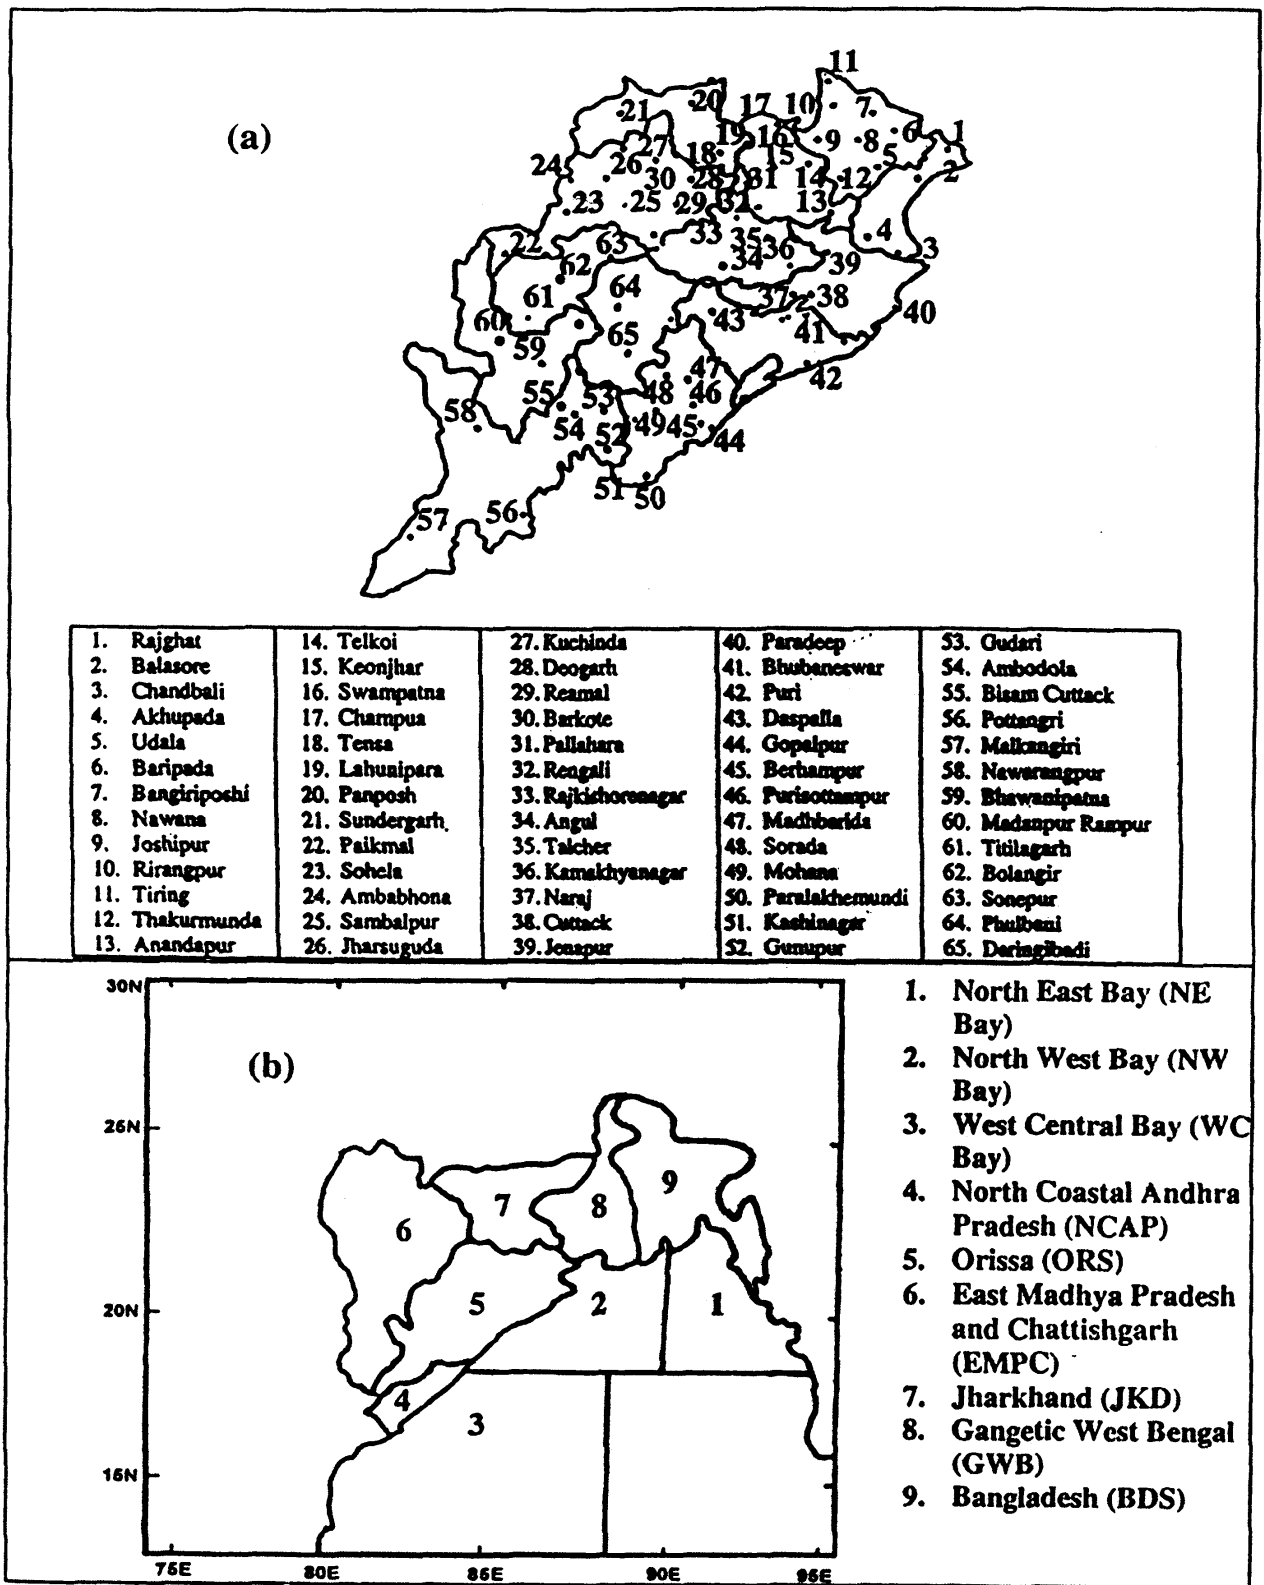 (a)
11
20
17
10
7
21
6
1
19
16
9
8
27
18
15
5
24
26
30
28
31
14
12
2
23
25
29
32
13
22
63
33
35
36
4
3
62
34
39
61
64
37
38
40
60
43
41
59
65
42
47
55
53
48
46
58
54
52
49
45
44
51
50
57
56
1. Rajghat
2. Balasore
3. Chandbali
4. Akhupada
5. Udala
6. Baripada
7. Bangiriposhi
8. Nawana
9. Joshipur
10. Rirangpur
11. Tiring
12. Thakurmunda
13. Anandapur
14. Telkoi
15. Keonjhar
16. Swampatna
17. Champua
18. Tensa
19. Lahunipara
20. Panposh
21. Sundergarh
22. Paikmal
23. Sohela
24. Ambabhona
25. Sambalpur
26. Jharsuguda
27. Kuchinda
28. Deogarh
29. Reamal
30. Barkote
31. Pallahara
32. Rengali
33. Rajkishorenagar
34. Angul
35. Talcher
36. Kamakhyanagar
37. Naraj
38. Cuttack
39. Jenapur
40. Paradeep
41. Bhubaneswar
42. Puri
43. Daspalla
44. Gopalpur
45. Berhampur
46. Purisottampur
47. Madhbarida
48. Sorada
49. Mohana
50. Paralakhemundi
51. Kashinagar
52. Gunupur
53. Gudari
54. Ambodola
55. Bisam Cuttack
56. Pottangri
57. Malkangiri
58. Nawarangpur
59. Bhawanipatna
60. Madanpur Rampur
61. Titilagarh
62. Bolangir
63. Sonepur
64. Phulbani
65. Daringibadi
30N
(b)
25N
20N
15N
75E 80E 85E 90E 95E
9
7
8
6
5
2
1
4
3
1. North East Bay (NE
Bay)
2. North West Bay (NW
Bay)
3. West Central Bay (WC
Bay)
4. North Coastal Andhra
Pradesh (NCAP)
5. Orissa (ORS)
6. East Madhya Pradesh
and Chattishgarh
(EMPC)
7. Jharkhand (JKD)
8. Gangetic West Bengal
(GWB)
9. Bangladesh (BDS)